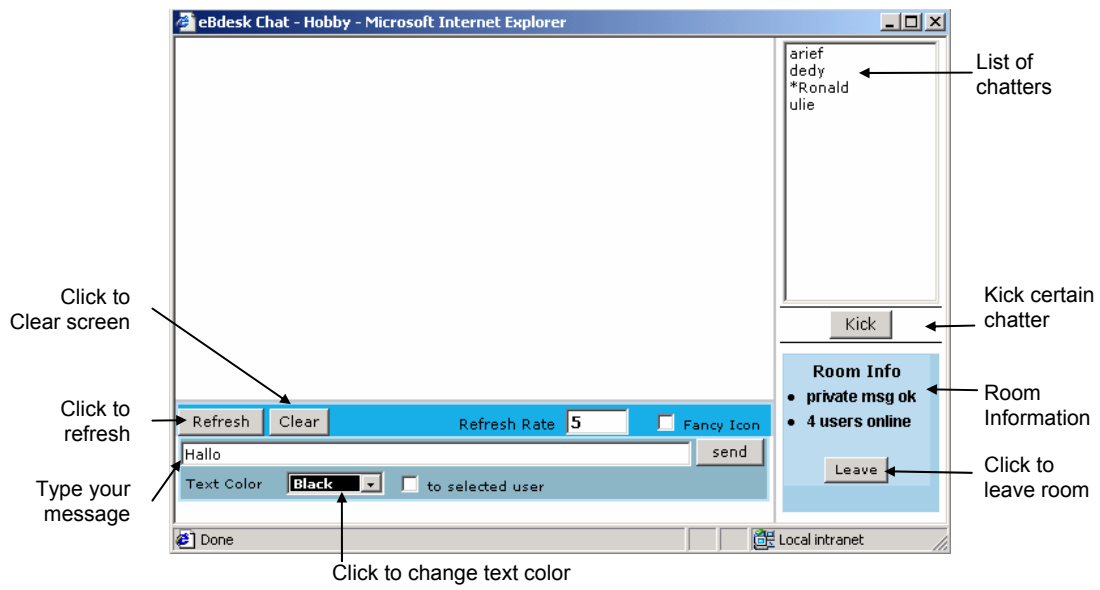 eBdesk Chat - Hobby - Microsoft Internet Explorer
arief
dedy
*Ronald
ulie
List of
chatters
Kick
Kick certain
chatter
Click to
Clear screen
Room Info
• private msg ok
• 4 users online
Room
Information
Click to
refresh
Refresh Clear Refresh Rate 5 Fancy Icon
Hallo send
Leave
Click to
leave room
Type your
message
Text Color Black to selected user
Done Local intranet
Click to change text color